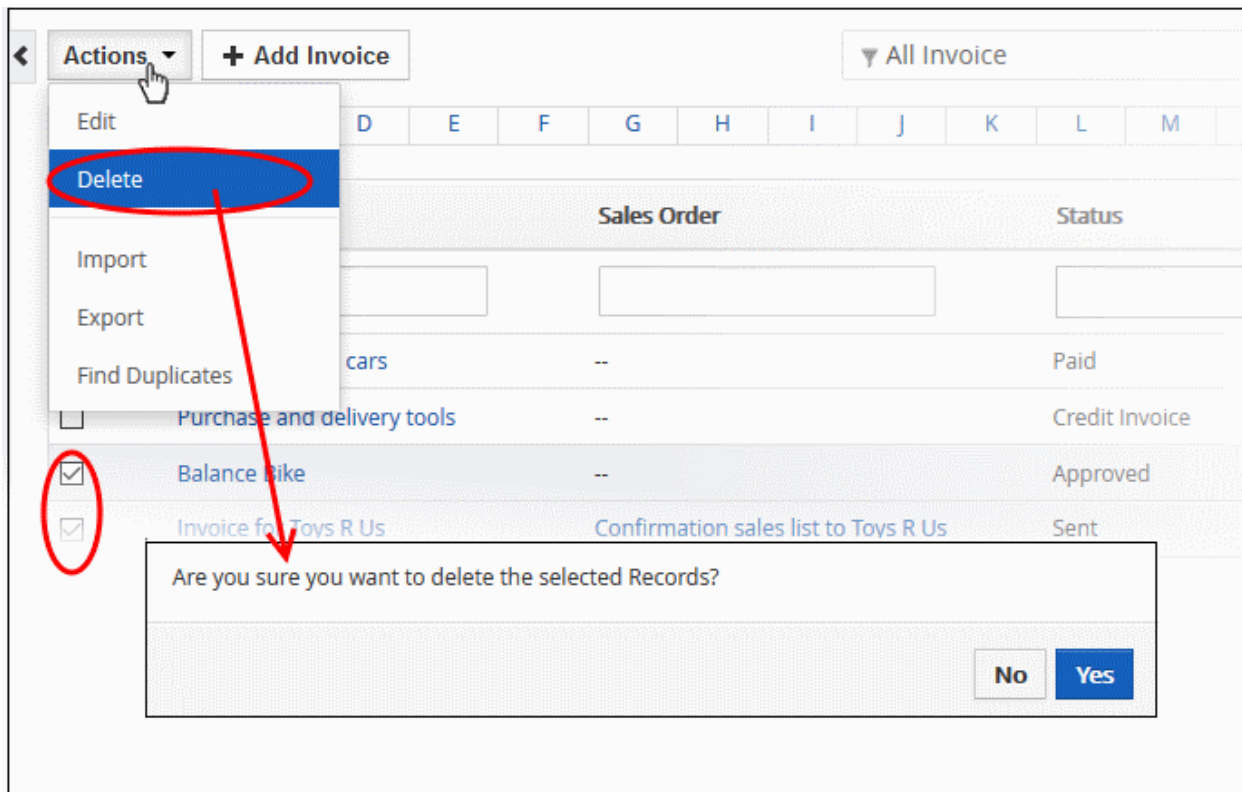 Actions + Add Invoice All Invoice
Edit
D E F G H I J K L M
Delete
Sales Order Status
Import
Export
Find Duplicates
cars -- Paid
Purchase and delivery tools -- Credit Invoice
Balance Bike -- Approved
Invoice for Toys R Us Confirmation sales list to Toys R Us Sent
Are you sure you want to delete the selected Records?
No Yes